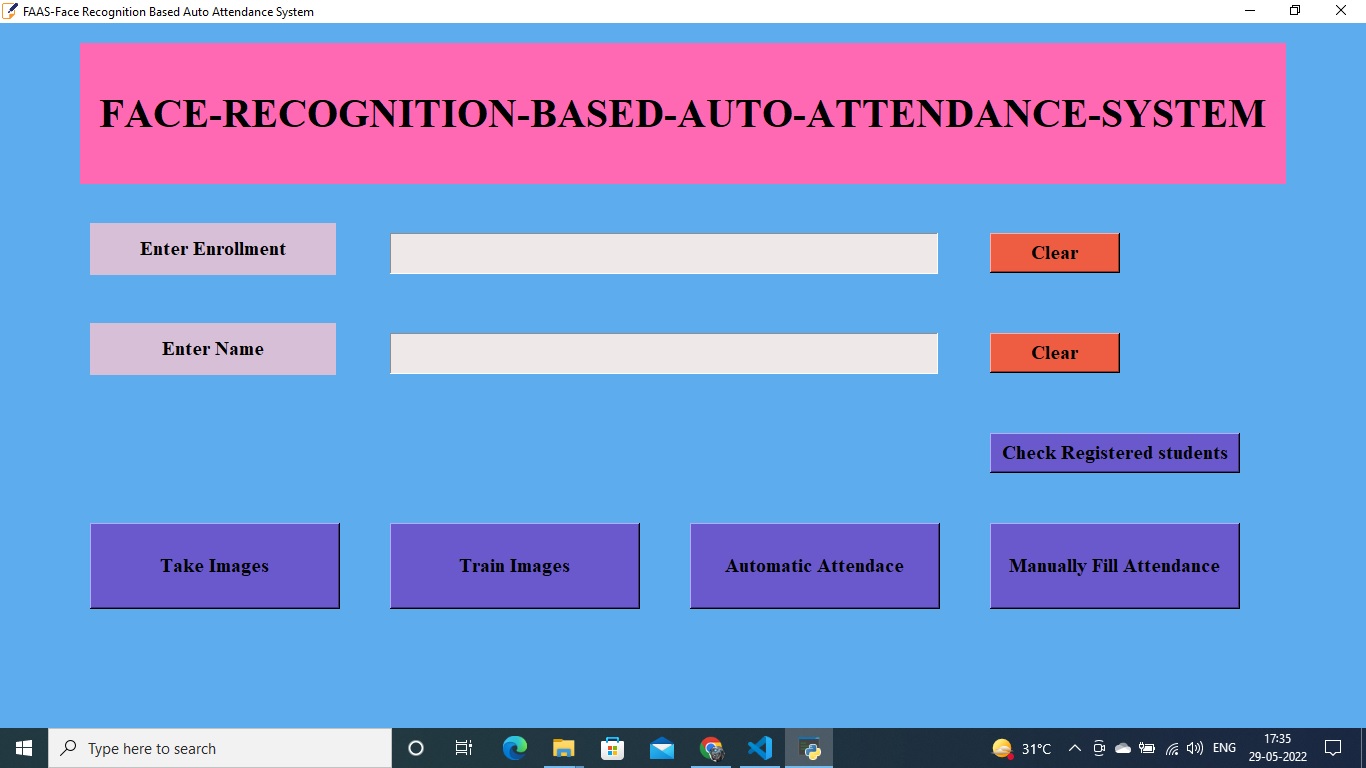 FAAS-Face Recognition Based Auto Attendance System
FACE-RECOGNITION-BASED-AUTO-ATTENDANCE-SYSTEM
Enter Enrollment
Clear
Enter Name
Clear
Check Registered students
Take Images
Train Images
Automatic Attendace
Manually Fill Attendance
Type here to search
31°C
ENG
17:35
29-05-2022